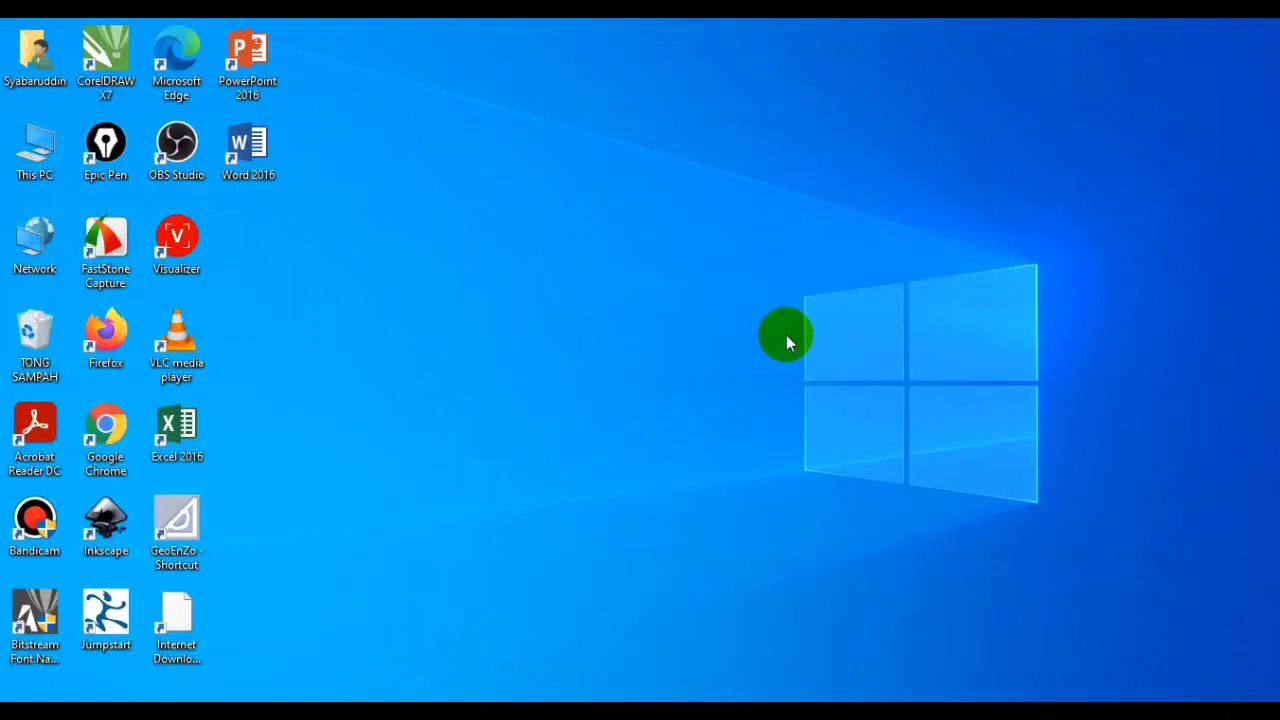 Syabaruddin
CorelDRAW
X7
Microsoft
Edge
PowerPoint
2016
This PC
Epic Pen
OBS Studio
Word 2016
Network
FastStone
Capture
Visualizer
TONG
SAMPAH
Firefox
VLC media
player
Acrobat
Reader DC
Google
Chrome
Excel 2016
Bandicam
Inkscape
GeoEnZo -
Shortcut
Bitstream
Font Na...
Jumpstart
Internet
Downlo...